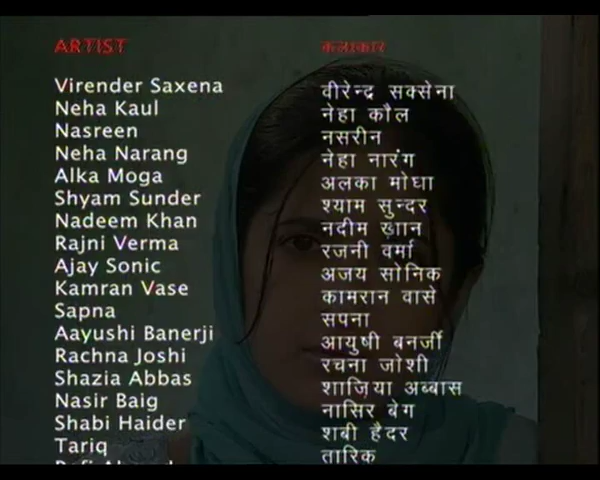 ARTIST कलाकार
Virender Saxena वीरेन्द्र सक्सेना
Neha Kaul नेहा कौल
Nasreen नसरीन
Neha Narang नेहा नारंग
Alka Moga अलका मोघा
Shyam Sunder श्याम सुन्दर
Nadeem Khan नदीम खान
Rajni Verma रजनी वर्मा
Ajay Sonic अजय सोनिक
Kamran Vase कामरान वासे
Sapna सपना
Aayushi Banerji आयुषी बनर्जी
Rachna Joshi रचना जोशी
Shazia Abbas शाज़िया अब्बास
Nasir Baig नासिर बेग
Shabi Haider शबी हैदर
Tariq तारिक